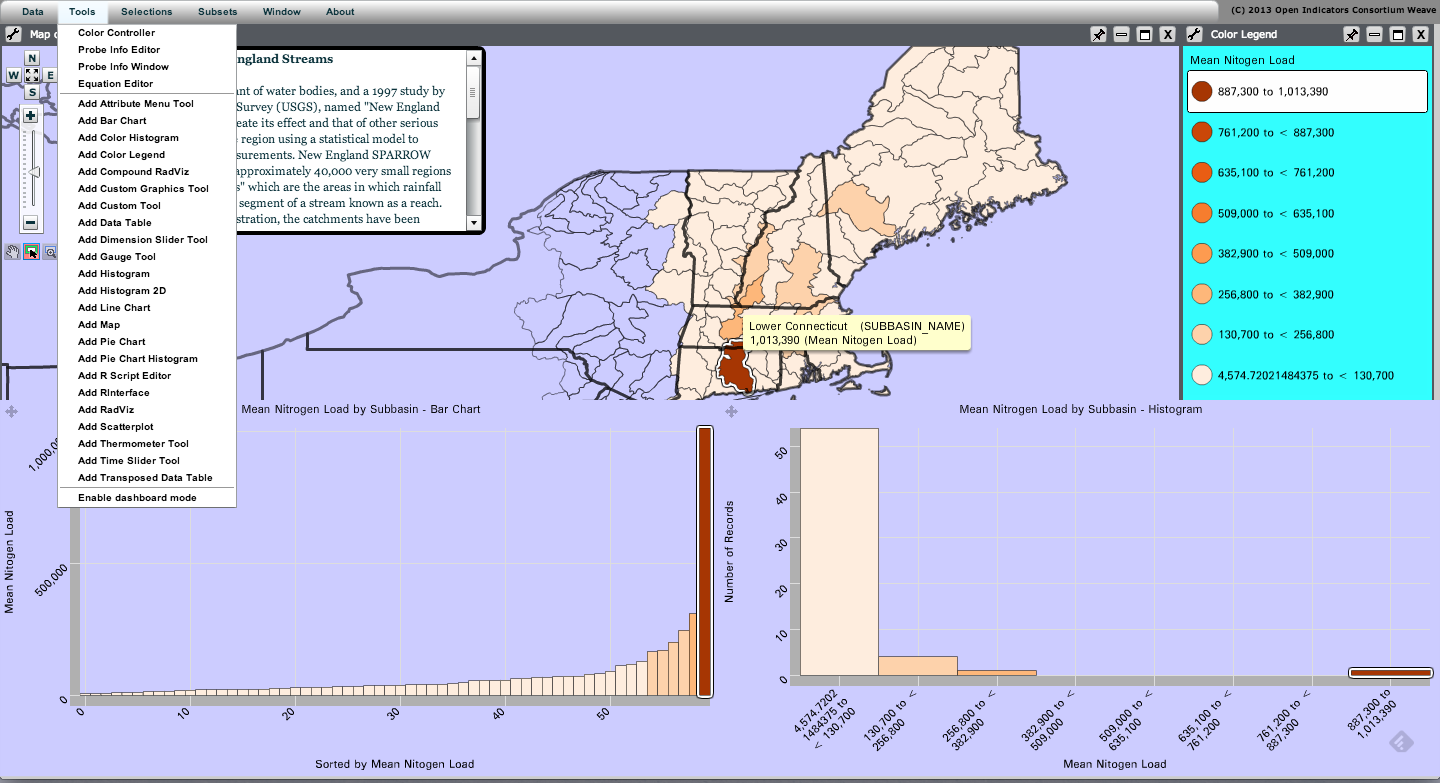 Data Tools Selections Subsets Window About
(C) 2013 Open Indicators Consortium Weave
Map
Color Controller
Probe Info Editor
Probe Info Window
Equation Editor
Add Attribute Menu Tool
Add Bar Chart
Add Color Histogram
Add Color Legend
Add Compound RadViz
Add Custom Graphics Tool
Add Custom Tool
Add Data Table
Add Dimension Slider Tool
Add Gauge Tool
Add Histogram
Add Histogram 2D
Add Line Chart
Add Map
Add Pie Chart
Add Pie Chart Histogram
Add R Script Editor
Add RInterface
Add RadViz
Add Scatterplot
Add Thermometer Tool
Add Time Slider Tool
Add Transposed Data Table
Enable dashboard mode
N
W E
S
ngland Streams
nt of water bodies, and a 1997 study by
Survey (USGS), named "New England
eate its effect and that of other serious
region using a statistical model to
surements. New England SPARROW
approximately 40,000 very small regions
s" which are the areas in which rainfall
segment of a stream known as a reach.
stration, the catchments have been
Lower Connecticut (SUBBASIN_NAME)
1,013,390 (Mean Nitogen Load)
Color Legend
Mean Nitogen Load
887,300 to 1,013,390
761,200 to < 887,300
635,100 to < 761,200
509,000 to < 635,100
382,900 to < 509,000
256,800 to < 382,900
130,700 to < 256,800
4,574.72021484375 to < 130,700
Mean Nitrogen Load by Subbasin - Bar Chart
Mean Nitogen Load
1,000,0
500,000
0
0 10 20 30 40 50
Sorted by Mean Nitogen Load
Mean Nitrogen Load by Subbasin - Histogram
Number of Records
50
40
30
20
10
0
4,574.7202
1484375 to
< 130,700
130,700 to <
256,800
256,800 to <
382,900
382,900 to <
509,000
509,000 to <
635,100
635,100 to <
761,200
761,200 to <
887,300
887,300 to
1,013,390
Mean Nitogen Load